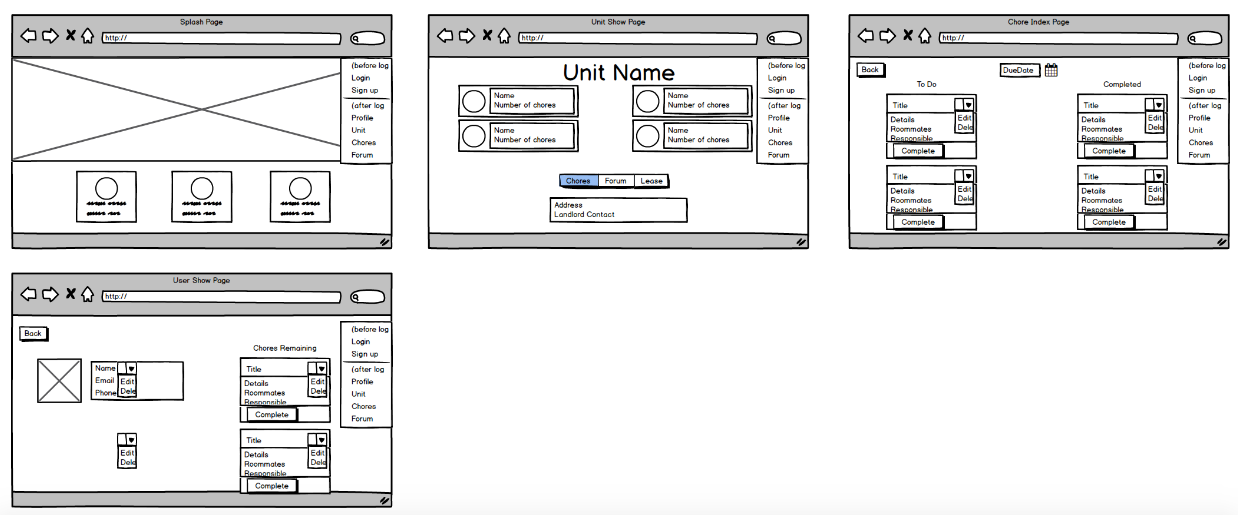 Splash Page
http://
(before log
Login
Sign up
(after log
Profile
Unit
Chores
Forum
Unit Show Page
http://
Unit Name
Name
Number of chores
Name
Number of chores
Name
Number of chores
Name
Number of chores
Chores Forum Lease
Address
Landlord Contact
(before log
Login
Sign up
(after log
Profile
Unit
Chores
Forum
Chore Index Page
http://
Back
DueDate
To Do
Title
Edit
Dele
Details
Roommates
Responsible
Complete
Title
Edit
Dele
Details
Roommates
Responsible
Complete
Completed
Title
Edit
Dele
Details
Roommates
Responsible
Complete
Title
Edit
Dele
Details
Roommates
Responsible
Complete
(before log
Login
Sign up
(after log
Profile
Unit
Chores
Forum
User Show Page
http://
Back
Name
Email
Phone
Edit
Dele
Edit
Dele
Chores Remaining
Title
Edit
Dele
Details
Roommates
Responsible
Complete
Title
Edit
Dele
Details
Roommates
Responsible
Complete
(before log
Login
Sign up
(after log
Profile
Unit
Chores
Forum